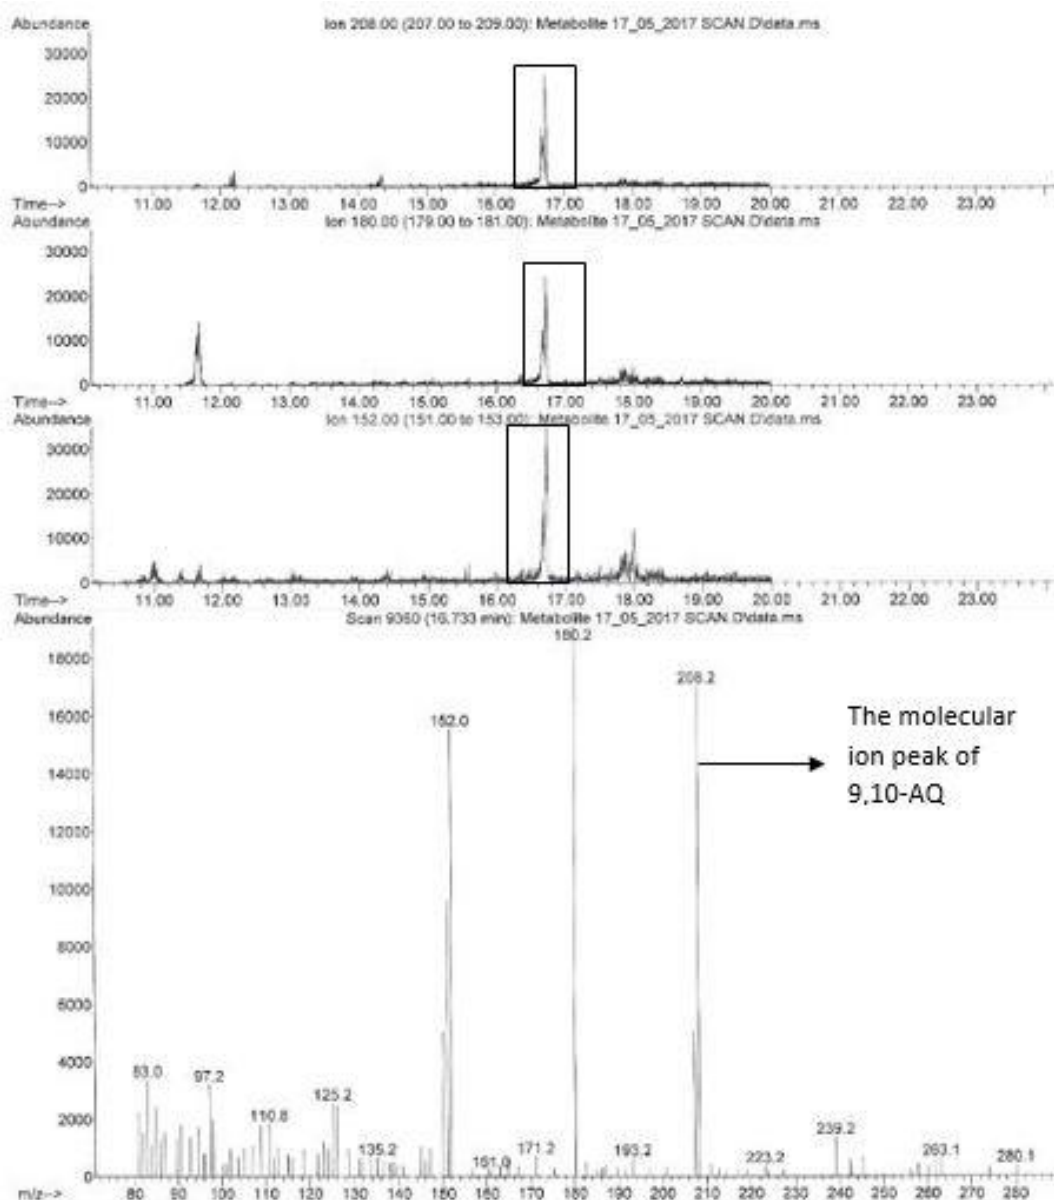 Abundance Ion 208.00 (207.00 to 209.00): Metabolite 17_05_2017 SCAN.D\data.ms
30000
20000
10000
0
11.00 12.00 13.00 14.00 15.00 16.00 17.00 18.00 19.00 20.00 21.00 22.00 23.00
Time-->
Abundance Ion 180.00 (179.00 to 181.00): Metabolite 17_05_2017 SCAN.D\data.ms
30000
20000
10000
0
11.00 12.00 13.00 14.00 15.00 16.00 17.00 18.00 19.00 20.00 21.00 22.00 23.00
Time-->
Abundance Ion 152.00 (151.00 to 153.00): Metabolite 17_05_2017 SCAN.D\data.ms
30000
20000
10000
0
11.00 12.00 13.00 14.00 15.00 16.00 17.00 18.00 19.00 20.00 21.00 22.00 23.00
Time-->
Abundance Scan 9360 (16.733 min): Metabolite 17_05_2017 SCAN.D\data.ms
180.2
18000
208.2
16000
152.0
The molecular
ion peak of
9,10-AQ
14000
12000
10000
8000
6000
4000
83.0
97.2
125.2
2000
110.8
135.2
161.0
171.2
193.2
223.2
239.2
263.1
280.1
0
80 90 100 110 120 130 140 150 160 170 180 190 200 210 220 230 240 250 260 270 280
m/z-->